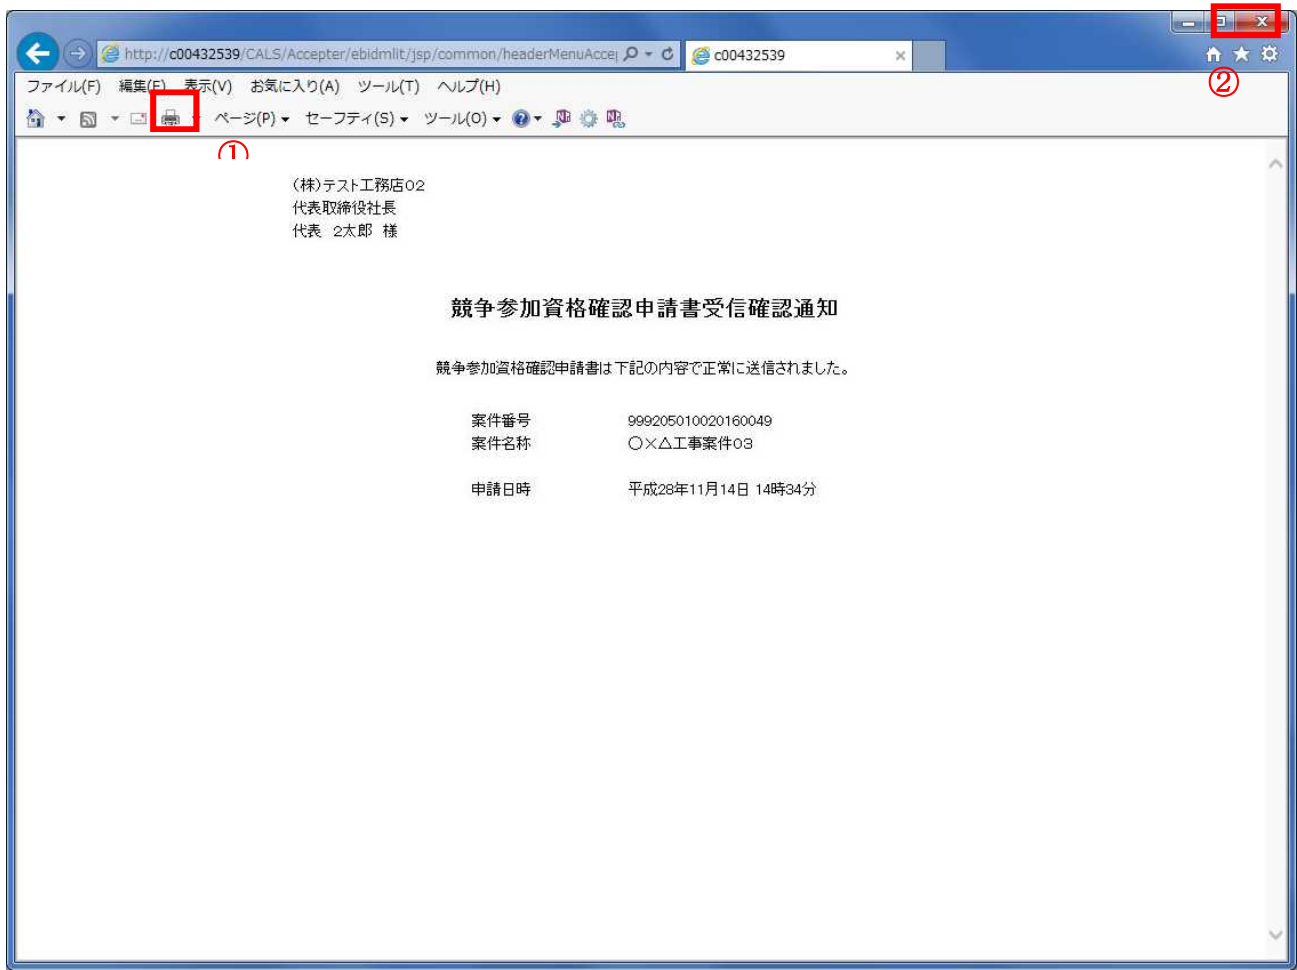 http://c00432539/CALS/Accepter/ebidmlit/jsp/common/headerMenuAccep
c00432539
ファイル(F) 編集(E) 表示(V) お気に入り(A) ツール(T) ヘルプ(H)
②
ページ(P) セーフティ(S) ツール(O)
①
(株)テスト工務店02
代表取締役社長
代表 2太郎 様
競争参加資格確認申請書受信確認通知
競争参加資格確認申請書は下記の内容で正常に送信されました。
案件番号 999205010020160049
案件名称 ○×△工事案件03
申請日時 平成28年11月14日 14時34分